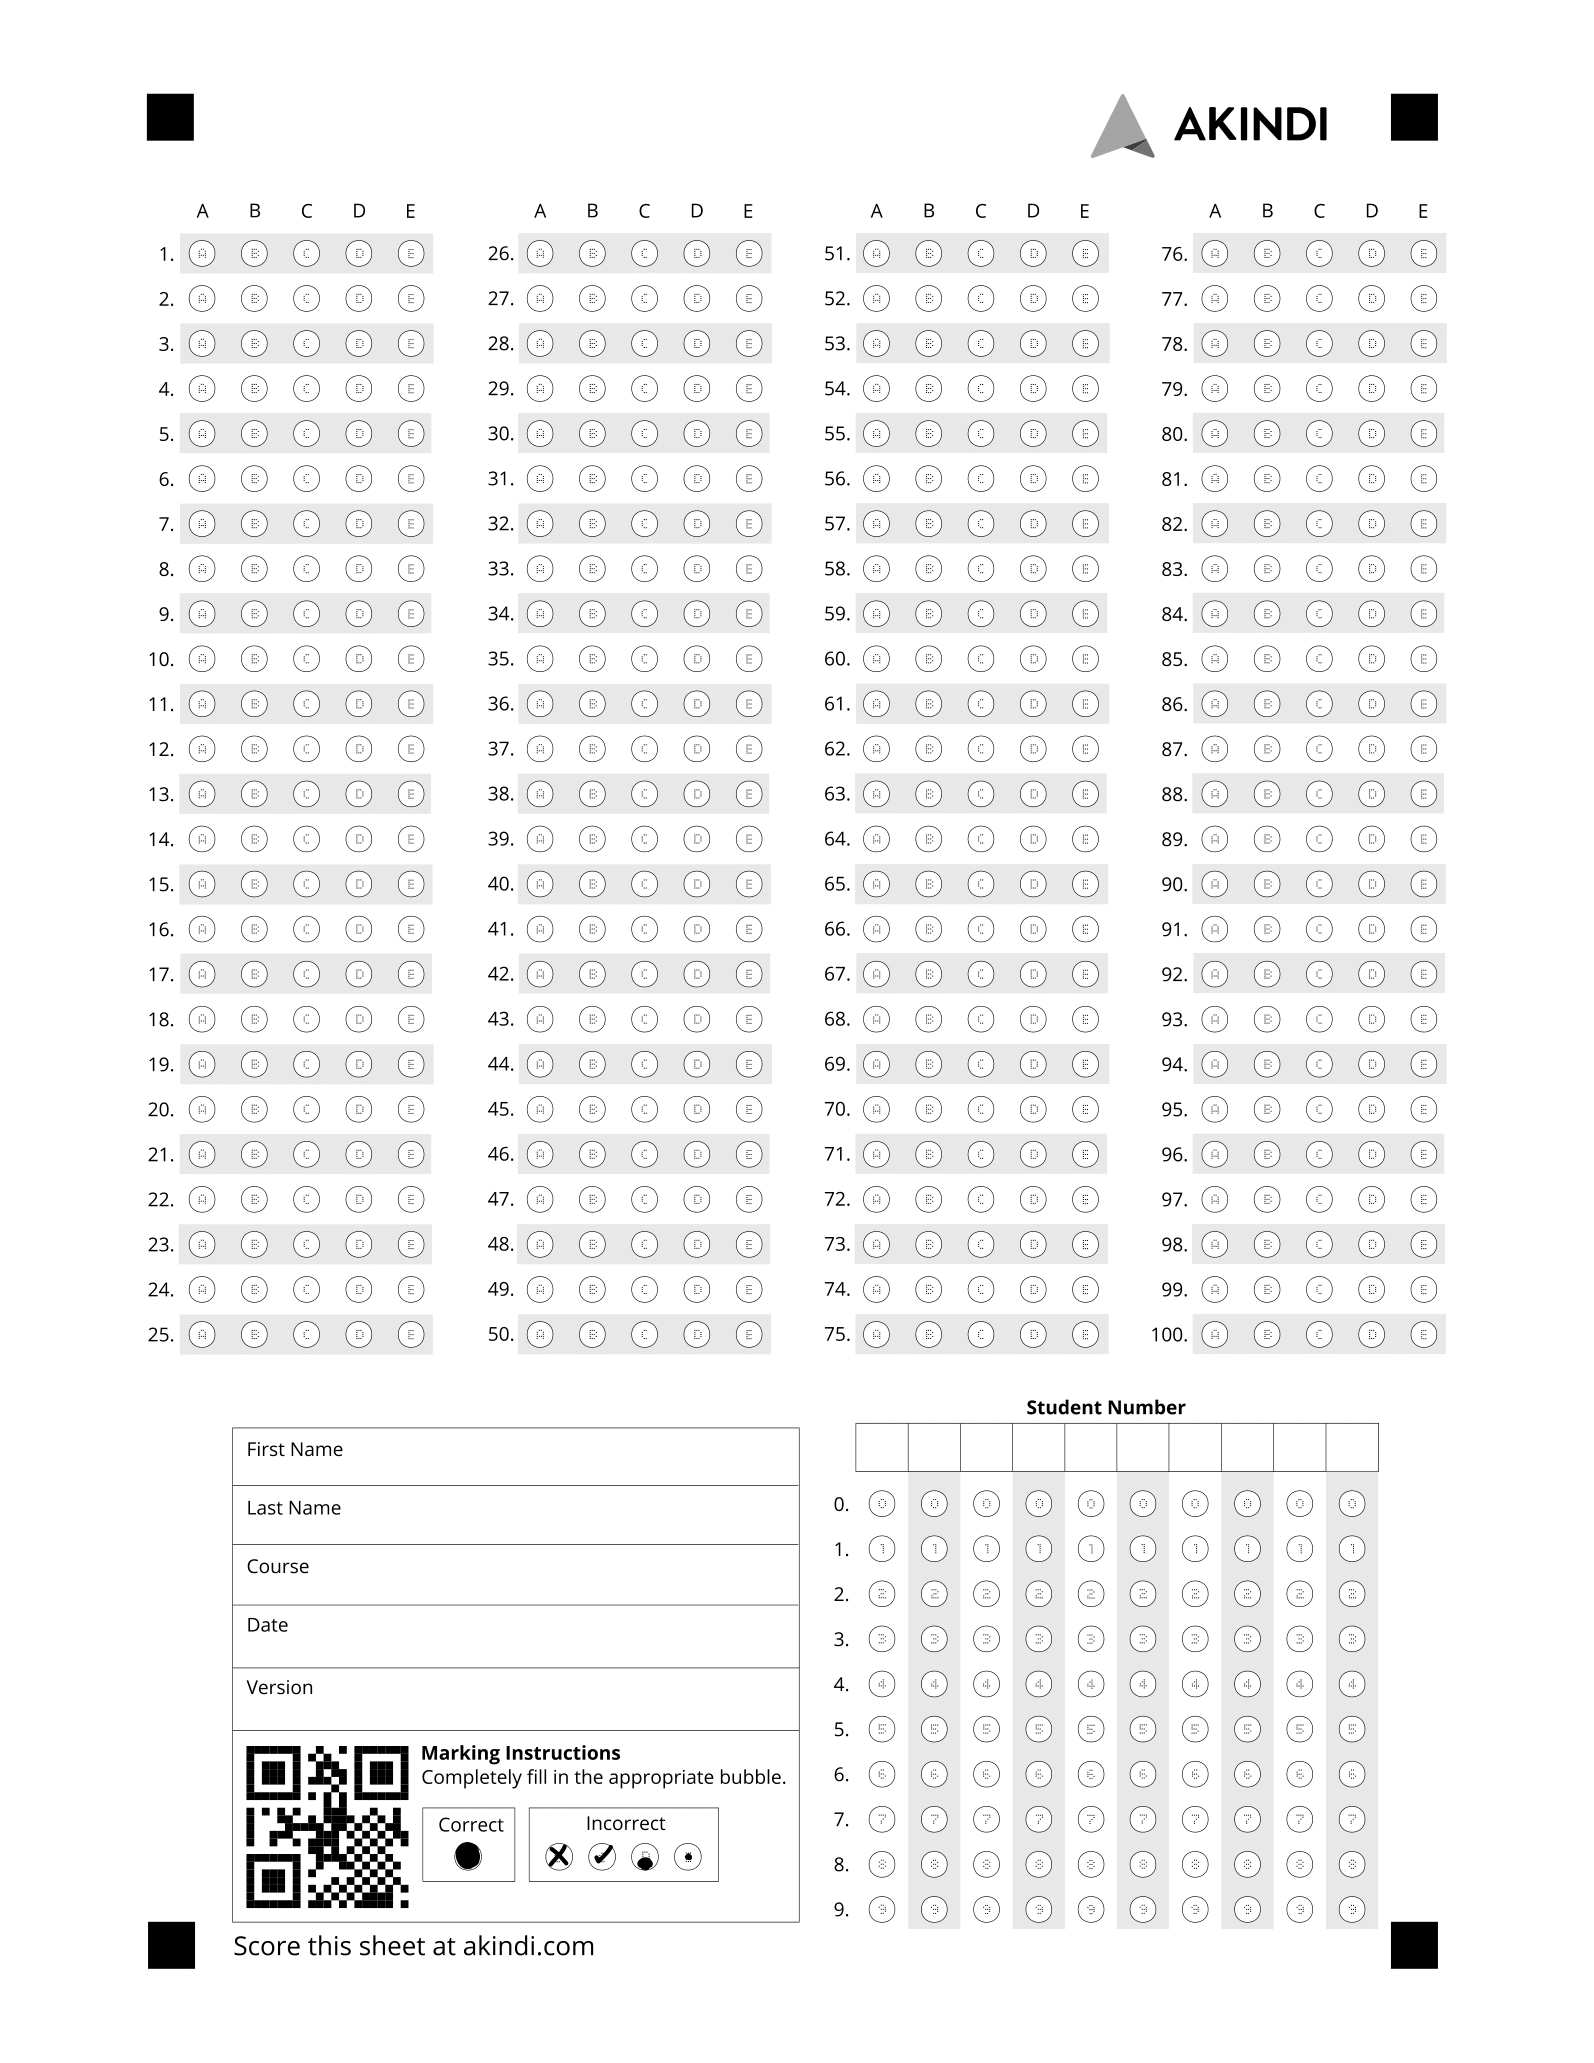 AKINDI
A B C D E A B C D E A B C D E A B C D E
1. A B C D E 26. A B C D E 51. A B C D E 76. A B C D E
2. A B C D E 27. A B C D E 52. A B C D E 77. A B C D E
3. A B C D E 28. A B C D E 53. A B C D E 78. A B C D E
4. A B C D E 29. A B C D E 54. A B C D E 79. A B C D E
5. A B C D E 30. A B C D E 55. A B C D E 80. A B C D E
6. A B C D E 31. A B C D E 56. A B C D E 81. A B C D E
7. A B C D E 32. A B C D E 57. A B C D E 82. A B C D E
8. A B C D E 33. A B C D E 58. A B C D E 83. A B C D E
9. A B C D E 34. A B C D E 59. A B C D E 84. A B C D E
10. A B C D E 35. A B C D E 60. A B C D E 85. A B C D E
11. A B C D E 36. A B C D E 61. A B C D E 86. A B C D E
12. A B C D E 37. A B C D E 62. A B C D E 87. A B C D E
13. A B C D E 38. A B C D E 63. A B C D E 88. A B C D E
14. A B C D E 39. A B C D E 64. A B C D E 89. A B C D E
15. A B C D E 40. A B C D E 65. A B C D E 90. A B C D E
16. A B C D E 41. A B C D E 66. A B C D E 91. A B C D E
17. A B C D E 42. A B C D E 67. A B C D E 92. A B C D E
18. A B C D E 43. A B C D E 68. A B C D E 93. A B C D E
19. A B C D E 44. A B C D E 69. A B C D E 94. A B C D E
20. A B C D E 45. A B C D E 70. A B C D E 95. A B C D E
21. A B C D E 46. A B C D E 71. A B C D E 96. A B C D E
22. A B C D E 47. A B C D E 72. A B C D E 97. A B C D E
23. A B C D E 48. A B C D E 73. A B C D E 98. A B C D E
24. A B C D E 49. A B C D E 74. A B C D E 99. A B C D E
25. A B C D E 50. A B C D E 75. A B C D E 100. A B C D E
First Name
Last Name
Course
Date
Version
Marking Instructions
Completely fill in the appropriate bubble.
Correct
Incorrect
Student Number
0. 0 0 0 0 0 0 0 0 0 0
1. 1 1 1 1 1 1 1 1 1 1
2. 2 2 2 2 2 2 2 2 2 2
3. 3 3 3 3 3 3 3 3 3 3
4. 4 4 4 4 4 4 4 4 4 4
5. 5 5 5 5 5 5 5 5 5 5
6. 6 6 6 6 6 6 6 6 6 6
7. 7 7 7 7 7 7 7 7 7 7
8. 8 8 8 8 8 8 8 8 8 8
9. 9 9 9 9 9 9 9 9 9 9
Score this sheet at akindi.com